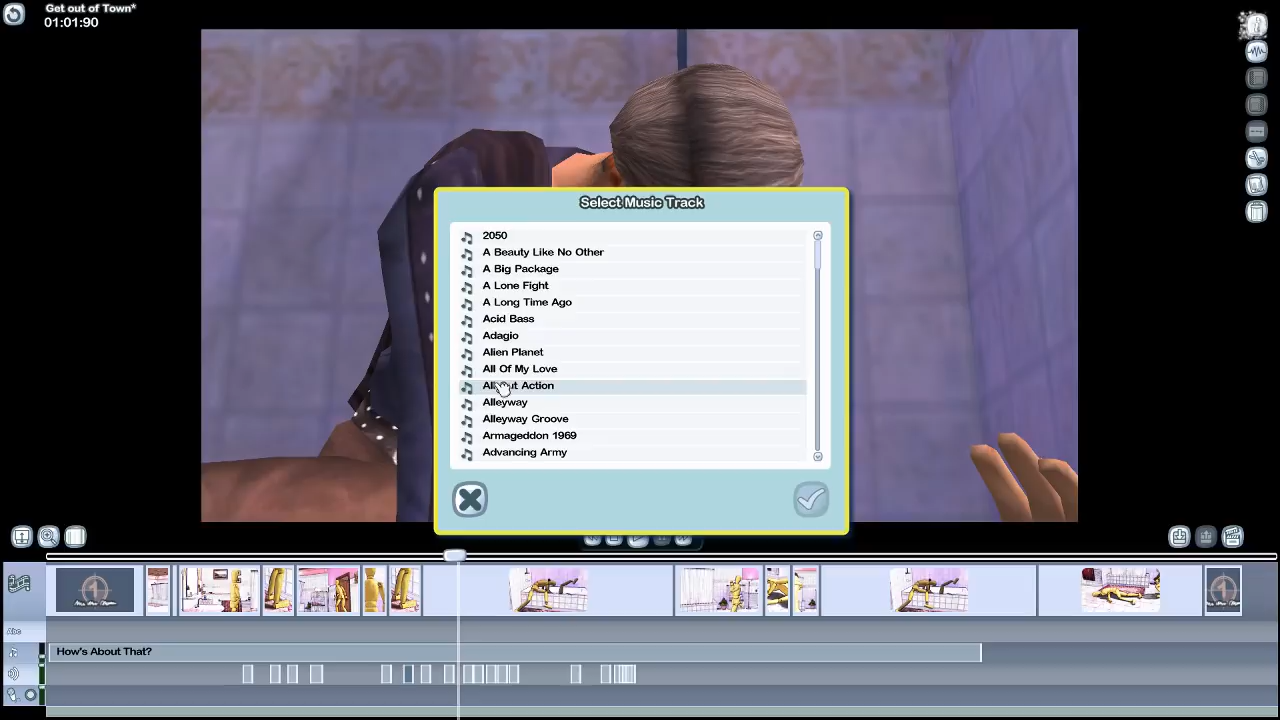 Get out of Town*
01:01:90
Select Music Track
2050
A Beauty Like No Other
A Big Package
A Lone Fight
A Long Time Ago
Acid Bass
Adagio
Alien Planet
All Of My Love
Action
Alleyway
Alleyway Groove
Armageddon 1969
Advancing Army
Abc
How's About That?